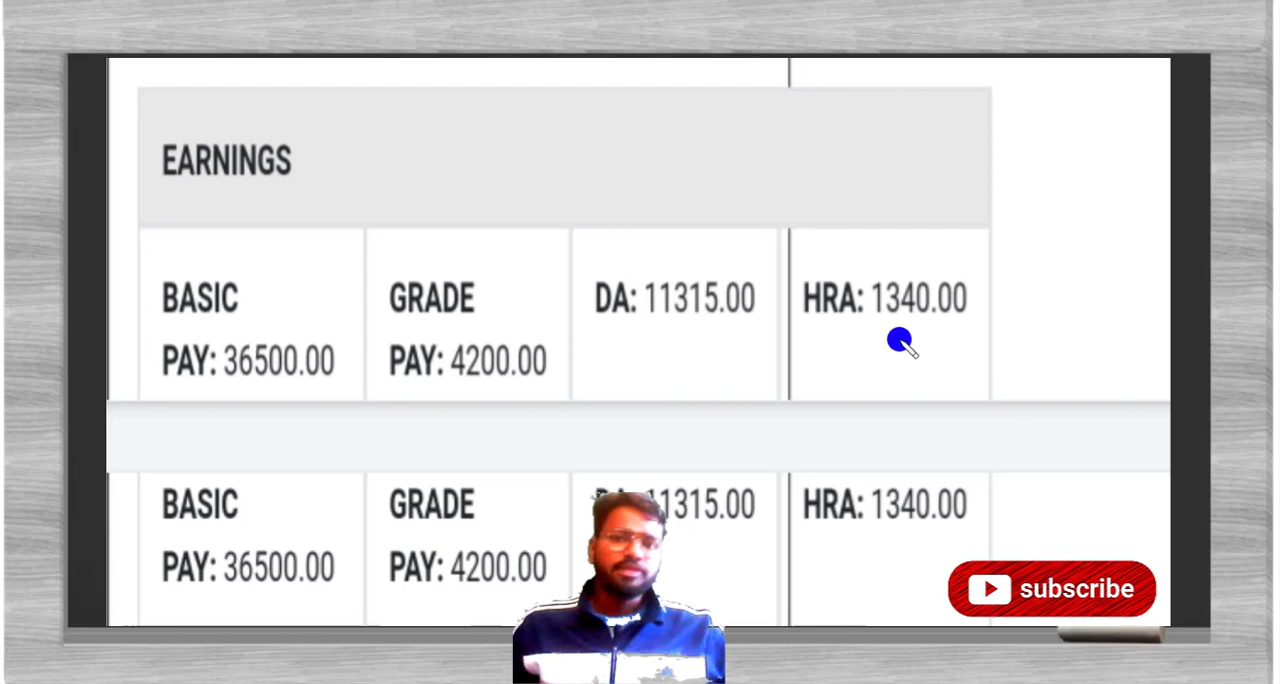 EARNINGS
BASIC PAY: 36500.00
GRADE PAY: 4200.00
DA: 11315.00
HRA: 1340.00
BASIC PAY: 36500.00
GRADE PAY: 4200.00
11315.00
HRA: 1340.00
subscribe